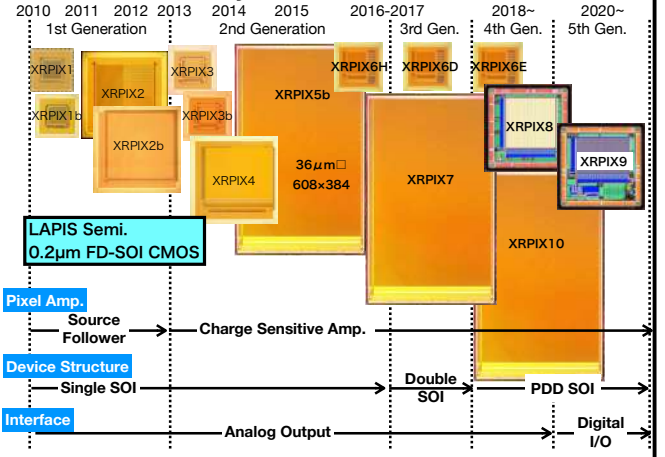 2010 2011 2012 2013 2014 2015 2016-2017 2018~ 2020~
1st Generation 2nd Generation 3rd Gen. 4th Gen. 5th Gen.
XRPIX1 XRPIX2 XRPIX3 XRPIX5b XRPIX6H XRPIX6D XRPIX6E
XRPIX1b XRPIX3b XRPIX8
XRPIX2b XRPIX9
36μm□
XRPIX4 608×384 XRPIX7
LAPIS Semi.
0.2μm FD-SOI CMOS
XRPIX10
Pixel Amp.
Source
Follower
Charge Sensitive Amp.
Device Structure
Single SOI
Double
SOI
PDD SOI
Interface
Analog Output
Digital
I/O